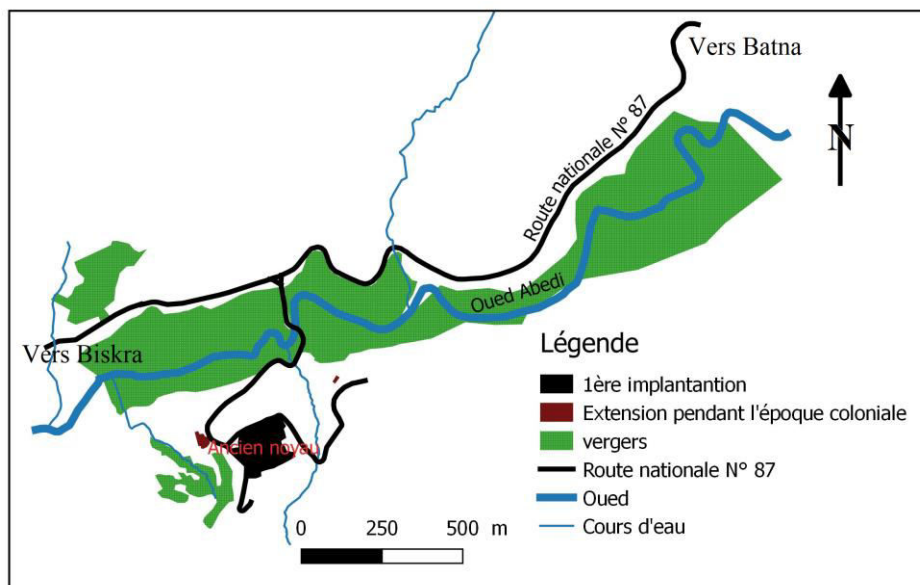 Vers Batna
N
Route nationale N° 87
Oued Abedi
Vers Biskra
Ancien noyau
Légende
1ère implantantion
Extension pendant l'époque coloniale
vergers
Route nationale N° 87
Oued
Cours d'eau
0 250 500 m